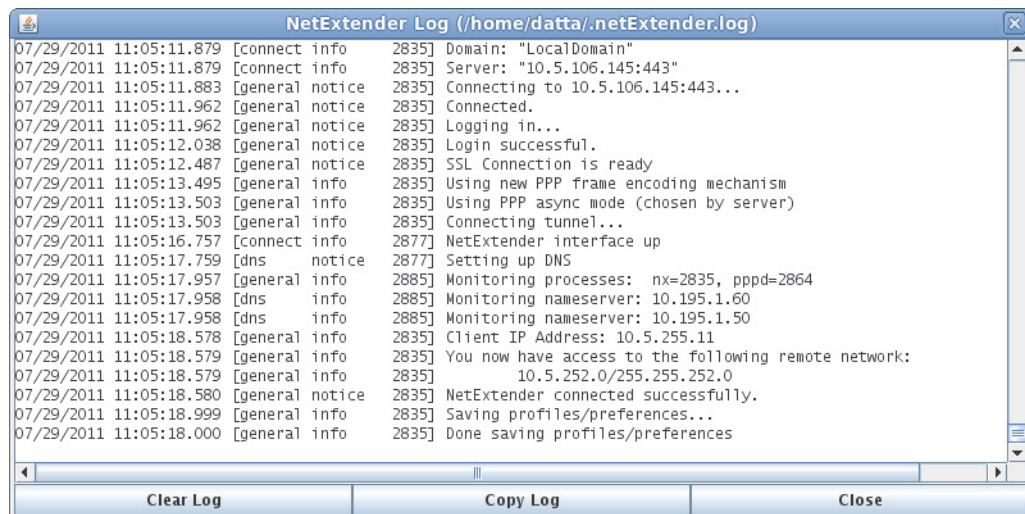 NetExtender Log (/home/datta/.netExtender.log)
07/29/2011 11:05:11.879 [connect info 2835] Domain: "LocalDomain"
07/29/2011 11:05:11.879 [connect info 2835] Server: "10.5.106.145:443"
07/29/2011 11:05:11.883 [general notice 2835] Connecting to 10.5.106.145:443...
07/29/2011 11:05:11.962 [general notice 2835] Connected.
07/29/2011 11:05:11.962 [general notice 2835] Logging in...
07/29/2011 11:05:12.038 [general notice 2835] Login successful.
07/29/2011 11:05:12.487 [general notice 2835] SSL Connection is ready
07/29/2011 11:05:13.495 [general info 2835] Using new PPP frame encoding mechanism
07/29/2011 11:05:13.503 [general info 2835] Using PPP async mode (chosen by server)
07/29/2011 11:05:13.503 [general info 2835] Connecting tunnel...
07/29/2011 11:05:16.757 [connect info 2877] NetExtender interface up
07/29/2011 11:05:17.759 [dns notice 2877] Setting up DNS
07/29/2011 11:05:17.957 [general info 2885] Monitoring processes: nx=2835, pppd=2864
07/29/2011 11:05:17.958 [dns info 2885] Monitoring nameserver: 10.195.1.60
07/29/2011 11:05:17.958 [dns info 2885] Monitoring nameserver: 10.195.1.50
07/29/2011 11:05:18.578 [general info 2835] Client IP Address: 10.5.255.11
07/29/2011 11:05:18.579 [general info 2835] You now have access to the following remote network:
07/29/2011 11:05:18.579 [general info 2835] 10.5.252.0/255.255.252.0
07/29/2011 11:05:18.580 [general notice 2835] NetExtender connected successfully.
07/29/2011 11:05:18.999 [general info 2835] Saving profiles/preferences...
07/29/2011 11:05:18.000 [general info 2835] Done saving profiles/preferences
Clear Log Copy Log Close